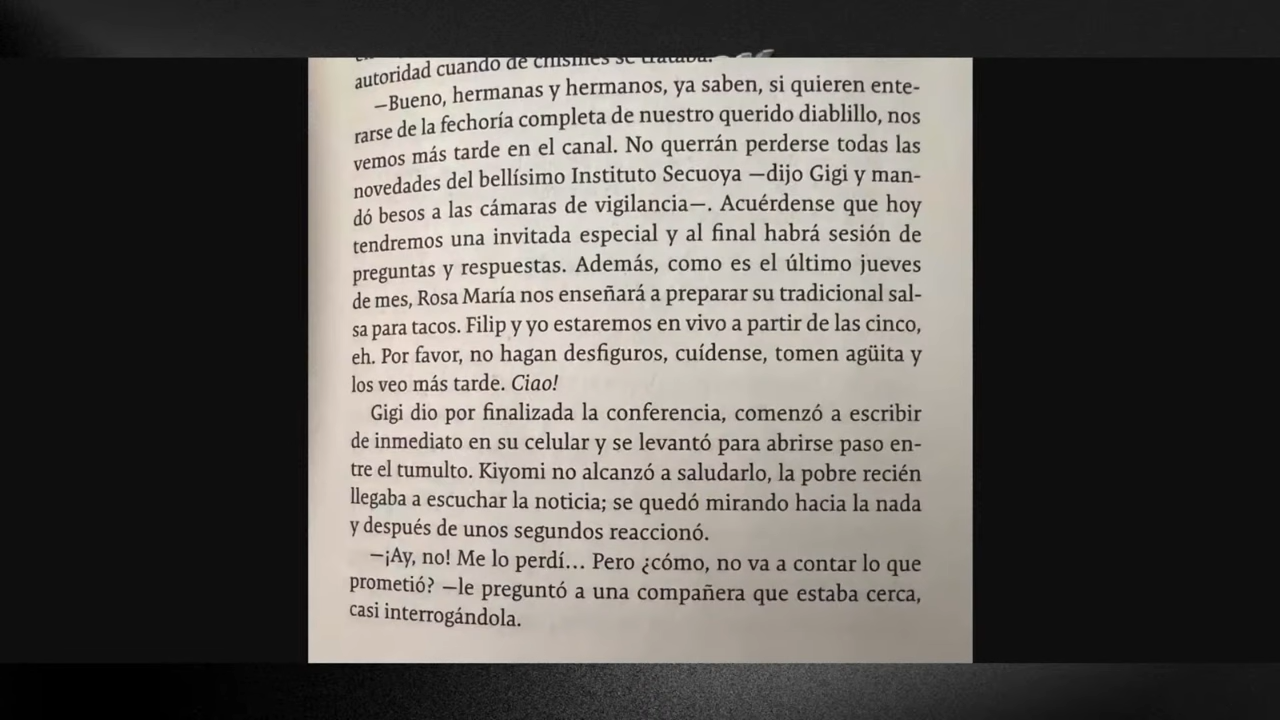 autoridad cuando de chismes se trataba.
—Bueno, hermanas y hermanos, ya saben, si quieren ente-
rarse de la fechoría completa de nuestro querido diablillo, nos
vemos más tarde en el canal. No querrán perderse todas las
novedades del bellísimo Instituto Secuoya —dijo Gigi y man-
dó besos a las cámaras de vigilancia—. Acuérdense que hoy
tendremos una invitada especial y al final habrá sesión de
preguntas y respuestas. Además, como es el último jueves
de mes, Rosa María nos enseñará a preparar su tradicional sal-
sa para tacos. Filip y yo estaremos en vivo a partir de las cinco,
eh. Por favor, no hagan desfiguros, cuídense, tomen agüita y
los veo más tarde. Ciao!
Gigi dio por finalizada la conferencia, comenzó a escribir
de inmediato en su celular y se levantó para abrirse paso en-
tre el tumulto. Kiyomi no alcanzó a saludarlo, la pobre recién
llegaba a escuchar la noticia; se quedó mirando hacia la nada
y después de unos segundos reaccionó.
—¡Ay, no! Me lo perdí... Pero ¿cómo, no va a contar lo que
prometió? —le preguntó a una compañera que estaba cerca,
casi interrogándola.